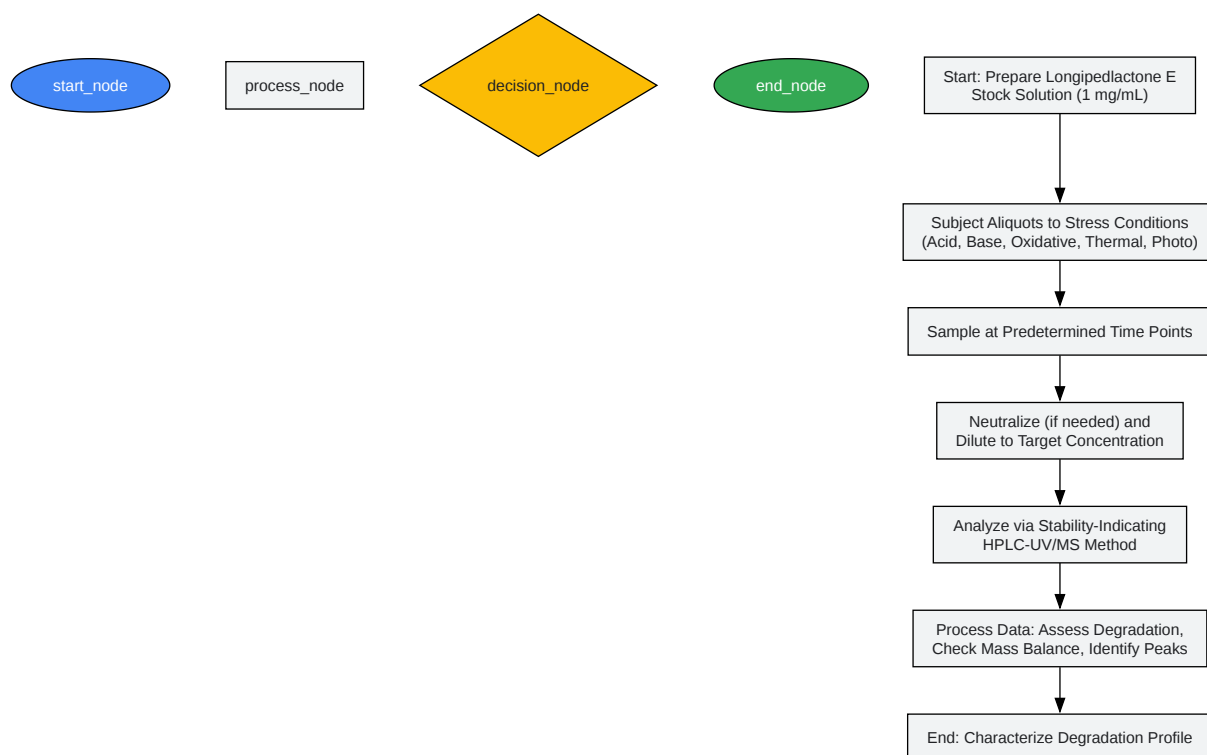 start_node
process_node
decision_node
end_node
Start: Prepare Longipedlactone E
Stock Solution (1 mg/mL)
Subject Aliquots to Stress Conditions
(Acid, Base, Oxidative, Thermal, Photo)
Sample at Predetermined Time Points
Neutralize (if needed) and
Dilute to Target Concentration
Analyze via Stability-Indicating
HPLC-UV/MS Method
Process Data: Assess Degradation,
Check Mass Balance, Identify Peaks
End: Characterize Degradation Profile